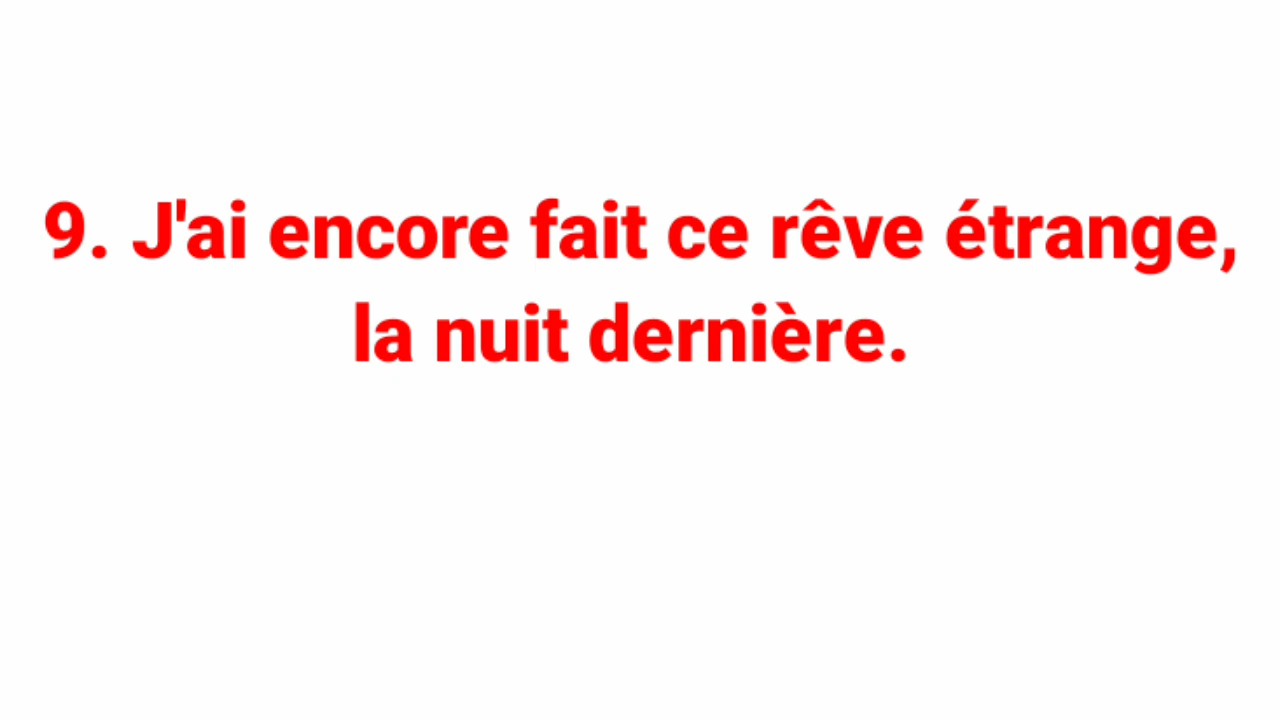 9. J'ai encore fait ce rêve étrange,
la nuit dernière.